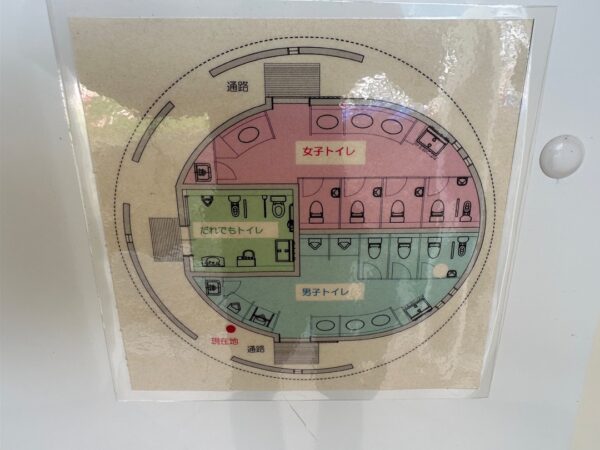 通路
女子トイレ
だれでもトイレ
男子トイレ
現在地
通路